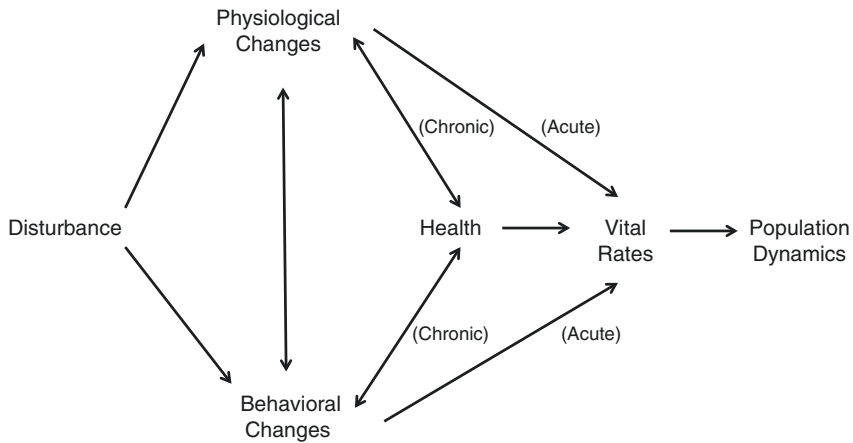 Physiological
Changes
(Chronic)
(Acute)
Disturbance
Health
Vital
Rates
Population
Dynamics
(Chronic)
(Acute)
Behavioral
Changes